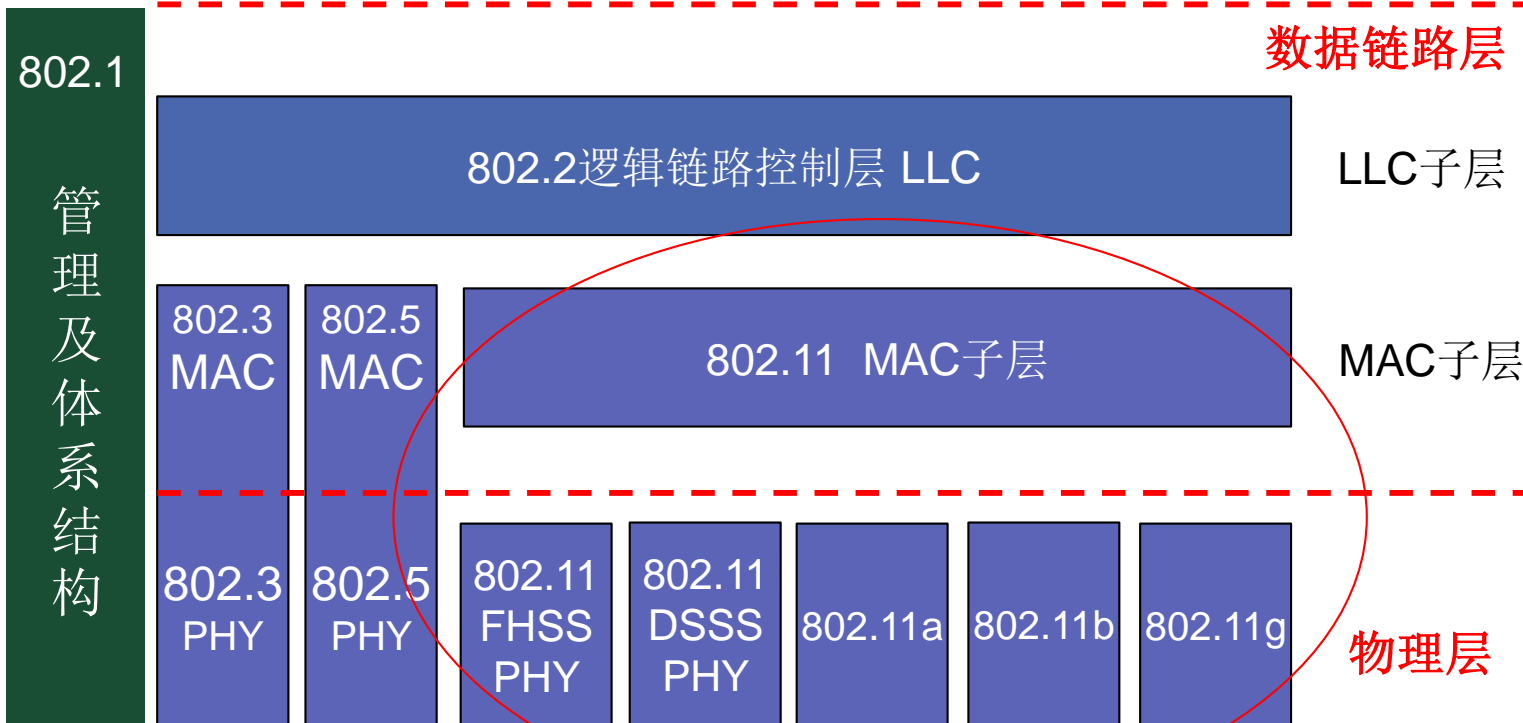 802.1
管
理
及
体
系
结
构
数据链路层
802.2逻辑链路控制层 LLC
LLC子层
802.3
MAC
802.5
MAC
802.11 MAC子层
MAC子层
802.3
PHY
802.5
PHY
802.11
FHSS
PHY
802.11
DSSS
PHY
802.11a
802.11b
802.11g
物理层